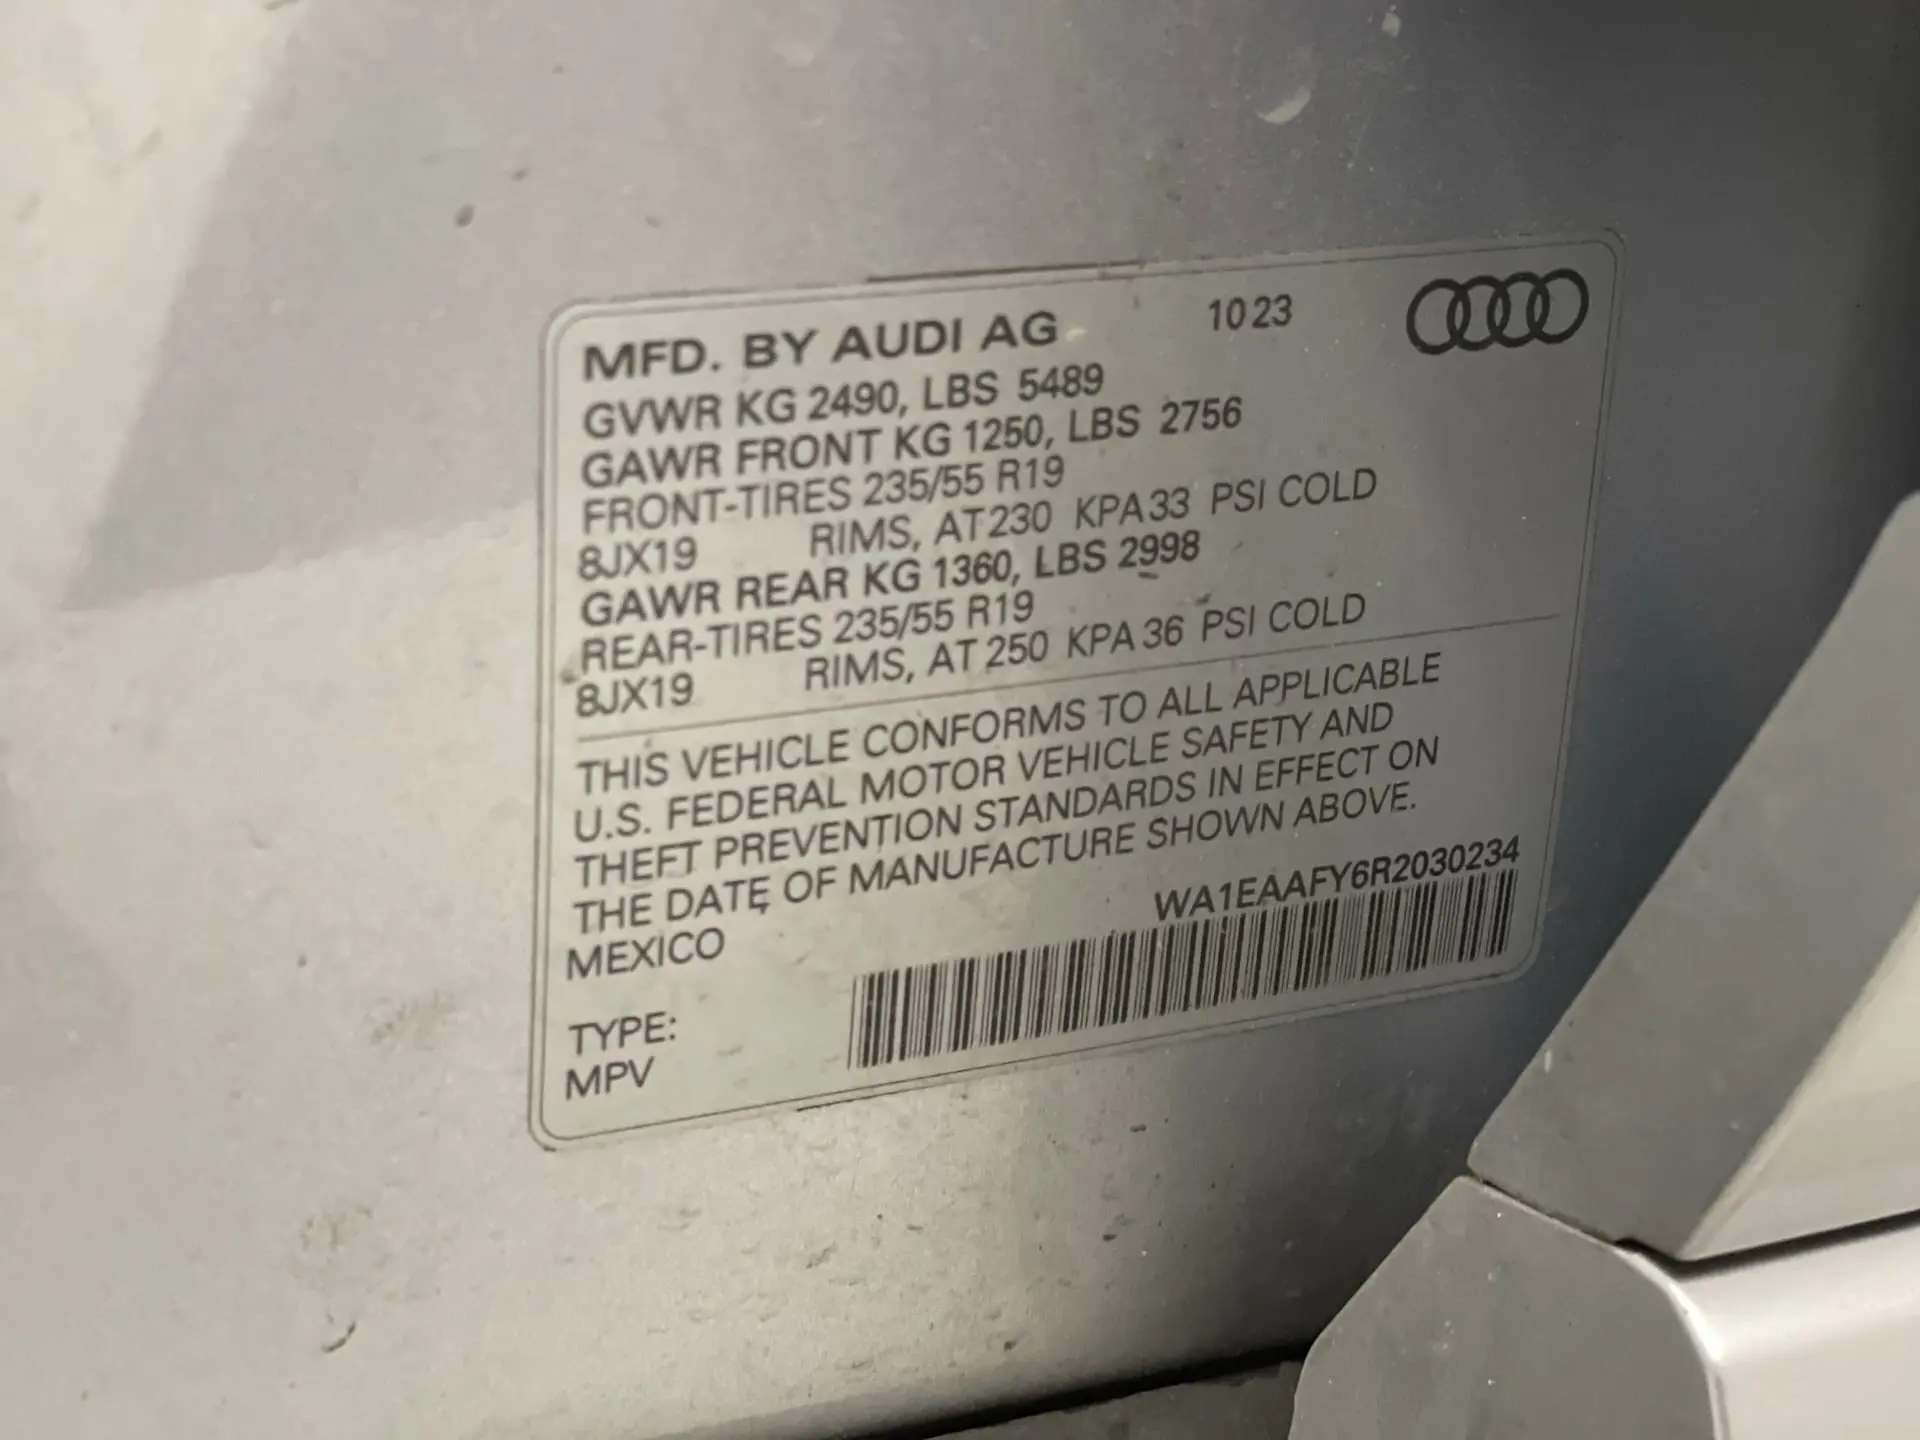 MFD. BY AUDI AG 10 23
GVWR KG 2490, LBS 5489
GAWR FRONT KG 1250, LBS 2756
FRONT-TIRES 235/55 R19
8JX19 RIMS, AT 230 KPA 33 PSI COLD
GAWR REAR KG 1360, LBS 2998
REAR-TIRES 235/55 R19
8JX19 RIMS, AT 250 KPA 36 PSI COLD
THIS VEHICLE CONFORMS TO ALL APPLICABLE
U.S. FEDERAL MOTOR VEHICLE SAFETY AND
THEFT PREVENTION STANDARDS IN EFFECT ON
THE DATE OF MANUFACTURE SHOWN ABOVE.
WA1EAAFY6R2030234
MEXICO
TYPE:
MPV